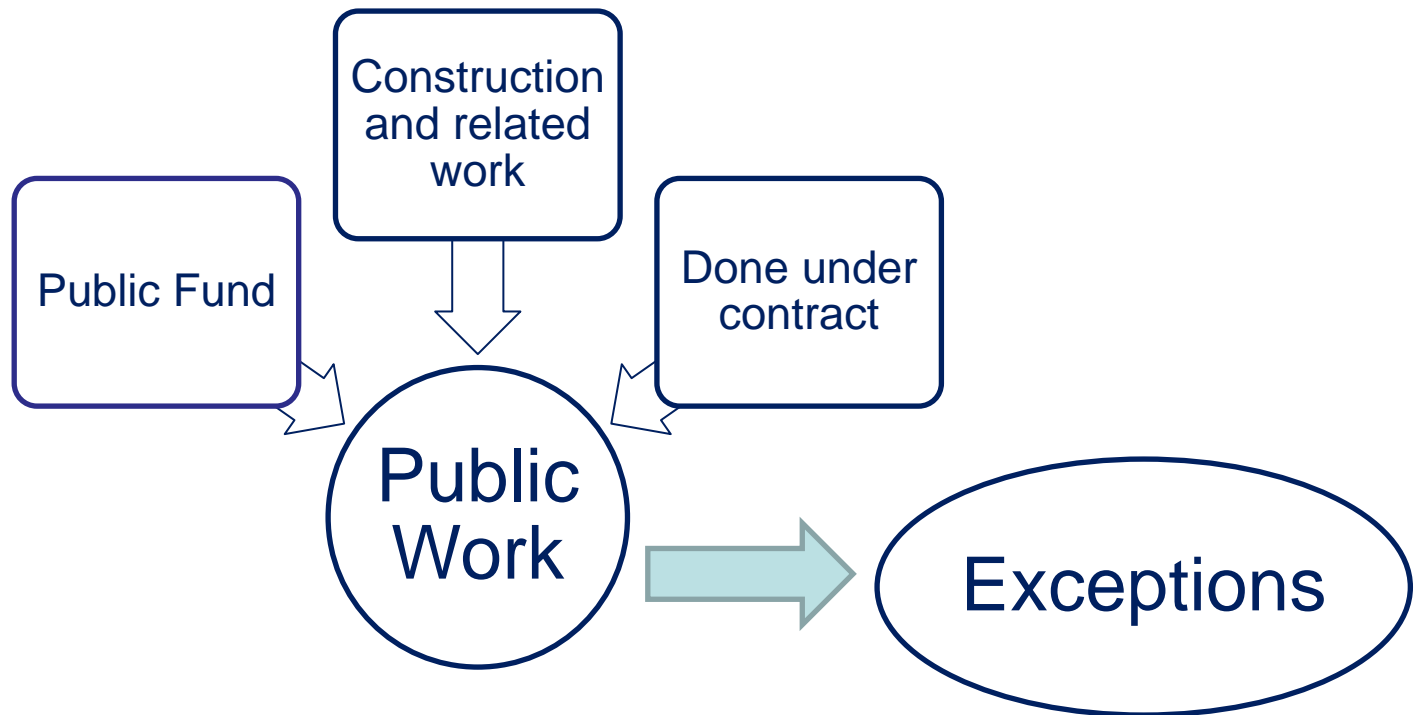 Construction
and related
work
Public Fund
Done under
contract
Public
Work
Exceptions